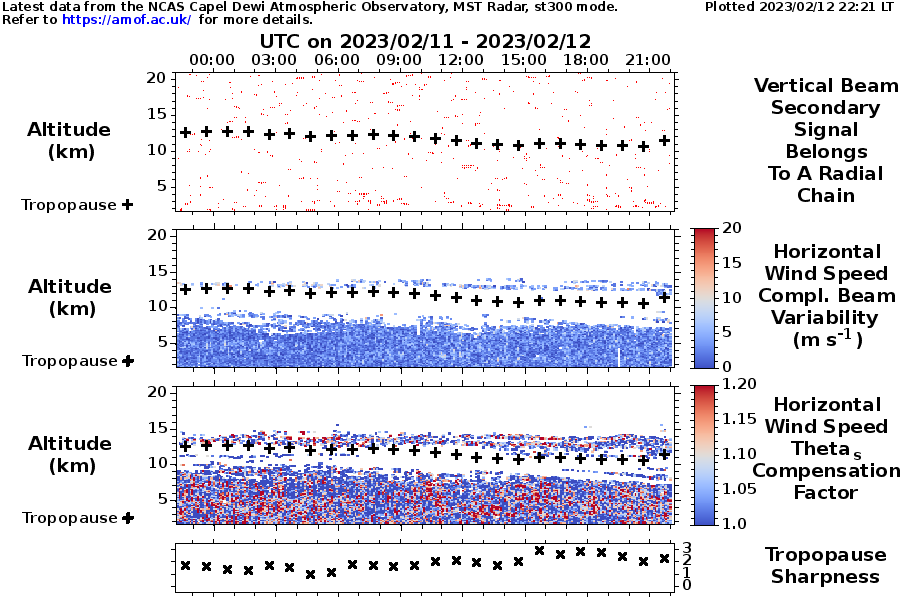 Latest data from the NCAS Capel Dewi Atmospheric Observatory, MST Radar, st300 mode.
Plotted 2023/02/12 22:21 LT
Refer to https://amof.ac.uk/ for more details.
UTC on 2023/02/11 - 2023/02/12
00:00 03:00 06:00 09:00 12:00 15:00 18:00 21:00
20
15
10
5
Altitude
(km)
Tropopause +
Vertical Beam
Secondary
Signal
Belongs
To A Radial
Chain
20
15
10
5
Altitude
(km)
Tropopause +
20
15
10
5
0
Horizontal
Wind Speed
Compl. Beam
Variability
(m s-1)
20
15
10
5
Altitude
(km)
Tropopause +
1.20
1.15
1.10
1.05
1.0
Horizontal
Wind Speed
Theta s
Compensation
Factor
3
2
1
0
Tropopause
Sharpness